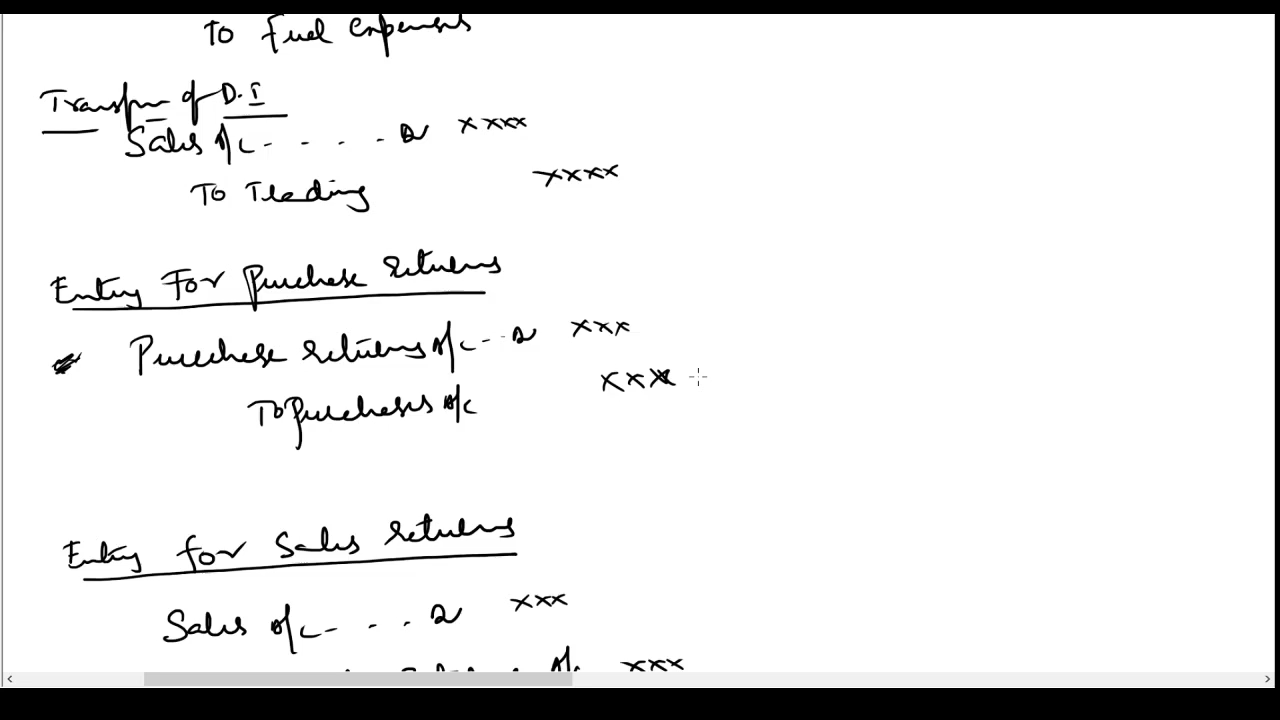 To Fuel Expenses
Transfer of D.I
Sales A/c - . . . . Dr xxxx
To Trading xxxx
Entry For purchase returns
Purchase returns A/c - - . . Dr xxx
To purchases A/c xxx
Entry for Sales returns
Sales A/c - . . . Dr xxx
A/c xxx